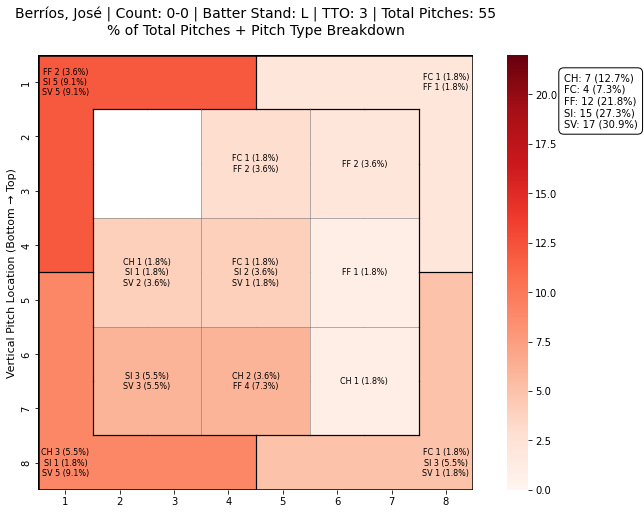 Berríos, José | Count: 0-0 | Batter Stand: L | TTO: 3 | Total Pitches: 55
% of Total Pitches + Pitch Type Breakdown
Vertical Pitch Location (Bottom → Top)
1
2
3
4
5
6
7
8
FF 2 (3.6%)
SI 5 (9.1%)
SV 5 (9.1%)
FC 1 (1.8%)
FF 1 (1.8%)
FC 1 (1.8%)
FF 2 (3.6%)
FF 2 (3.6%)
CH 1 (1.8%)
SI 1 (1.8%)
SV 2 (3.6%)
FC 1 (1.8%)
SI 2 (3.6%)
SV 1 (1.8%)
FF 1 (1.8%)
SI 3 (5.5%)
SV 3 (5.5%)
CH 2 (3.6%)
FF 4 (7.3%)
CH 1 (1.8%)
CH 3 (5.5%)
SI 1 (1.8%)
SV 5 (9.1%)
FC 1 (1.8%)
SI 3 (5.5%)
SV 1 (1.8%)
1 2 3 4 5 6 7 8
20.0
17.5
15.0
12.5
10.0
7.5
5.0
2.5
0.0
CH: 7 (12.7%)
FC: 4 (7.3%)
FF: 12 (21.8%)
SI: 15 (27.3%)
SV: 17 (30.9%)